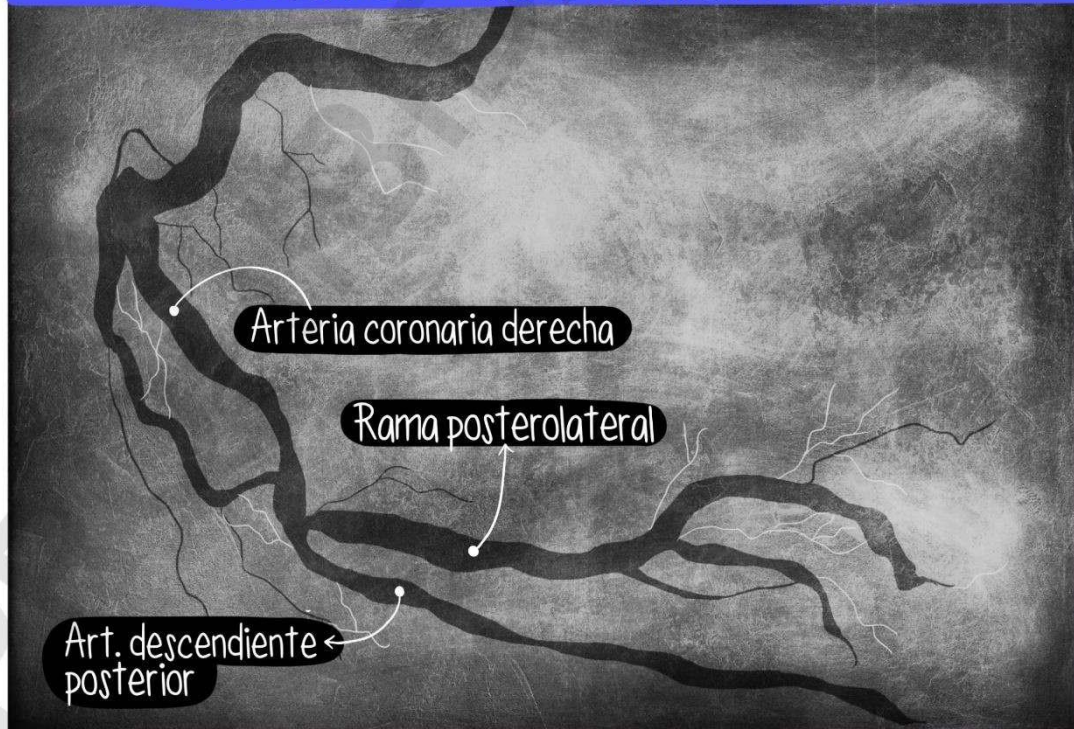 Arteria coronaria derecha
Rama posterolateral
Art. descendiente
posterior